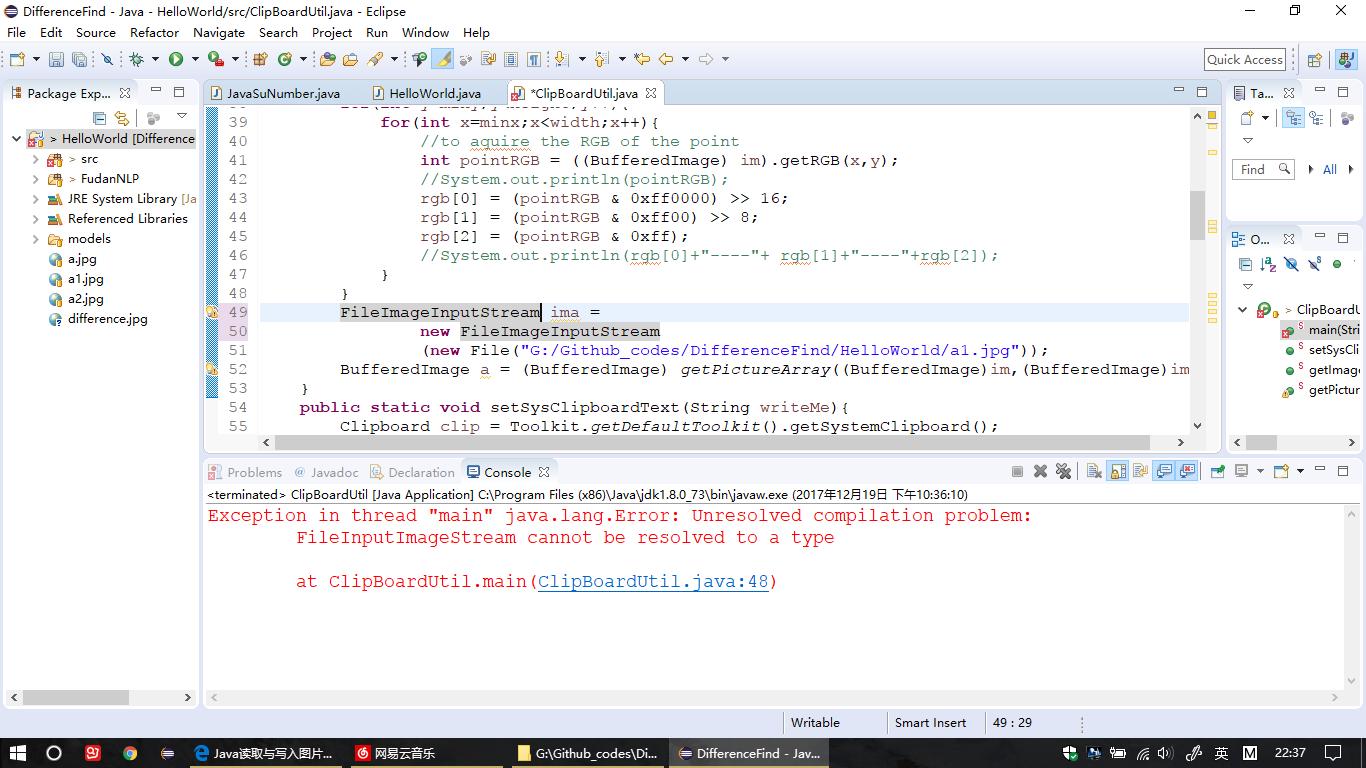 DifferenceFind - Java - HelloWorld/src/ClipBoardUtil.java - Eclipse
File Edit Source Refactor Navigate Search Project Run Window Help
Quick Access
Package Exp...
JavaSuNumber.java HelloWorld.java *ClipBoardUtil.java
Ta...
> HelloWorld [Difference
> src
> FudanNLP
JRE System Library [Ja
Referenced Libraries
models
a.jpg
a1.jpg
a2.jpg
difference.jpg
39 for(int x=minx;x<width;x++){
40 //to aquire the RGB of the point
41 int pointRGB = ((BufferedImage) im).getRGB(x,y);
42 //System.out.println(pointRGB);
43 rgb[0] = (pointRGB & 0xff0000) >> 16;
44 rgb[1] = (pointRGB & 0xff00) >> 8;
45 rgb[2] = (pointRGB & 0xff);
46 //System.out.println(rgb[0]+"----"+ rgb[1]+"----"+rgb[2]);
47 }
48 }
49 FileImageInputStream ima =
50 new FileImageInputStream
51 (new File("G:/Github_codes/DifferenceFind/HelloWorld/a1.jpg"));
52 BufferedImage a = (BufferedImage) getPictureArray((BufferedImage)im,(BufferedImage)im
53 }
54 public static void setSysClipboardText(String writeMe){
55 Clipboard clip = Toolkit.getDefaultToolkit().getSystemClipboard();
Find All
O...
> ClipBoardU
main(Stri
setSysCli
getImag
getPictur
Problems @ Javadoc Declaration Console
<terminated> ClipBoardUtil [Java Application] C:\Program Files (x86)\Java\jdk1.8.0_73\bin\javaw.exe (2017年12月19日 下午10:36:10)
Exception in thread "main" java.lang.Error: Unresolved compilation problem:
FileInputImageStream cannot be resolved to a type
at ClipBoardUtil.main(ClipBoardUtil.java:48)
Writable Smart Insert 49 : 29
Java读取与写入图片... 网易云音乐 G:\Github_codes\Di... DifferenceFind - Jav... 英 M 22:37